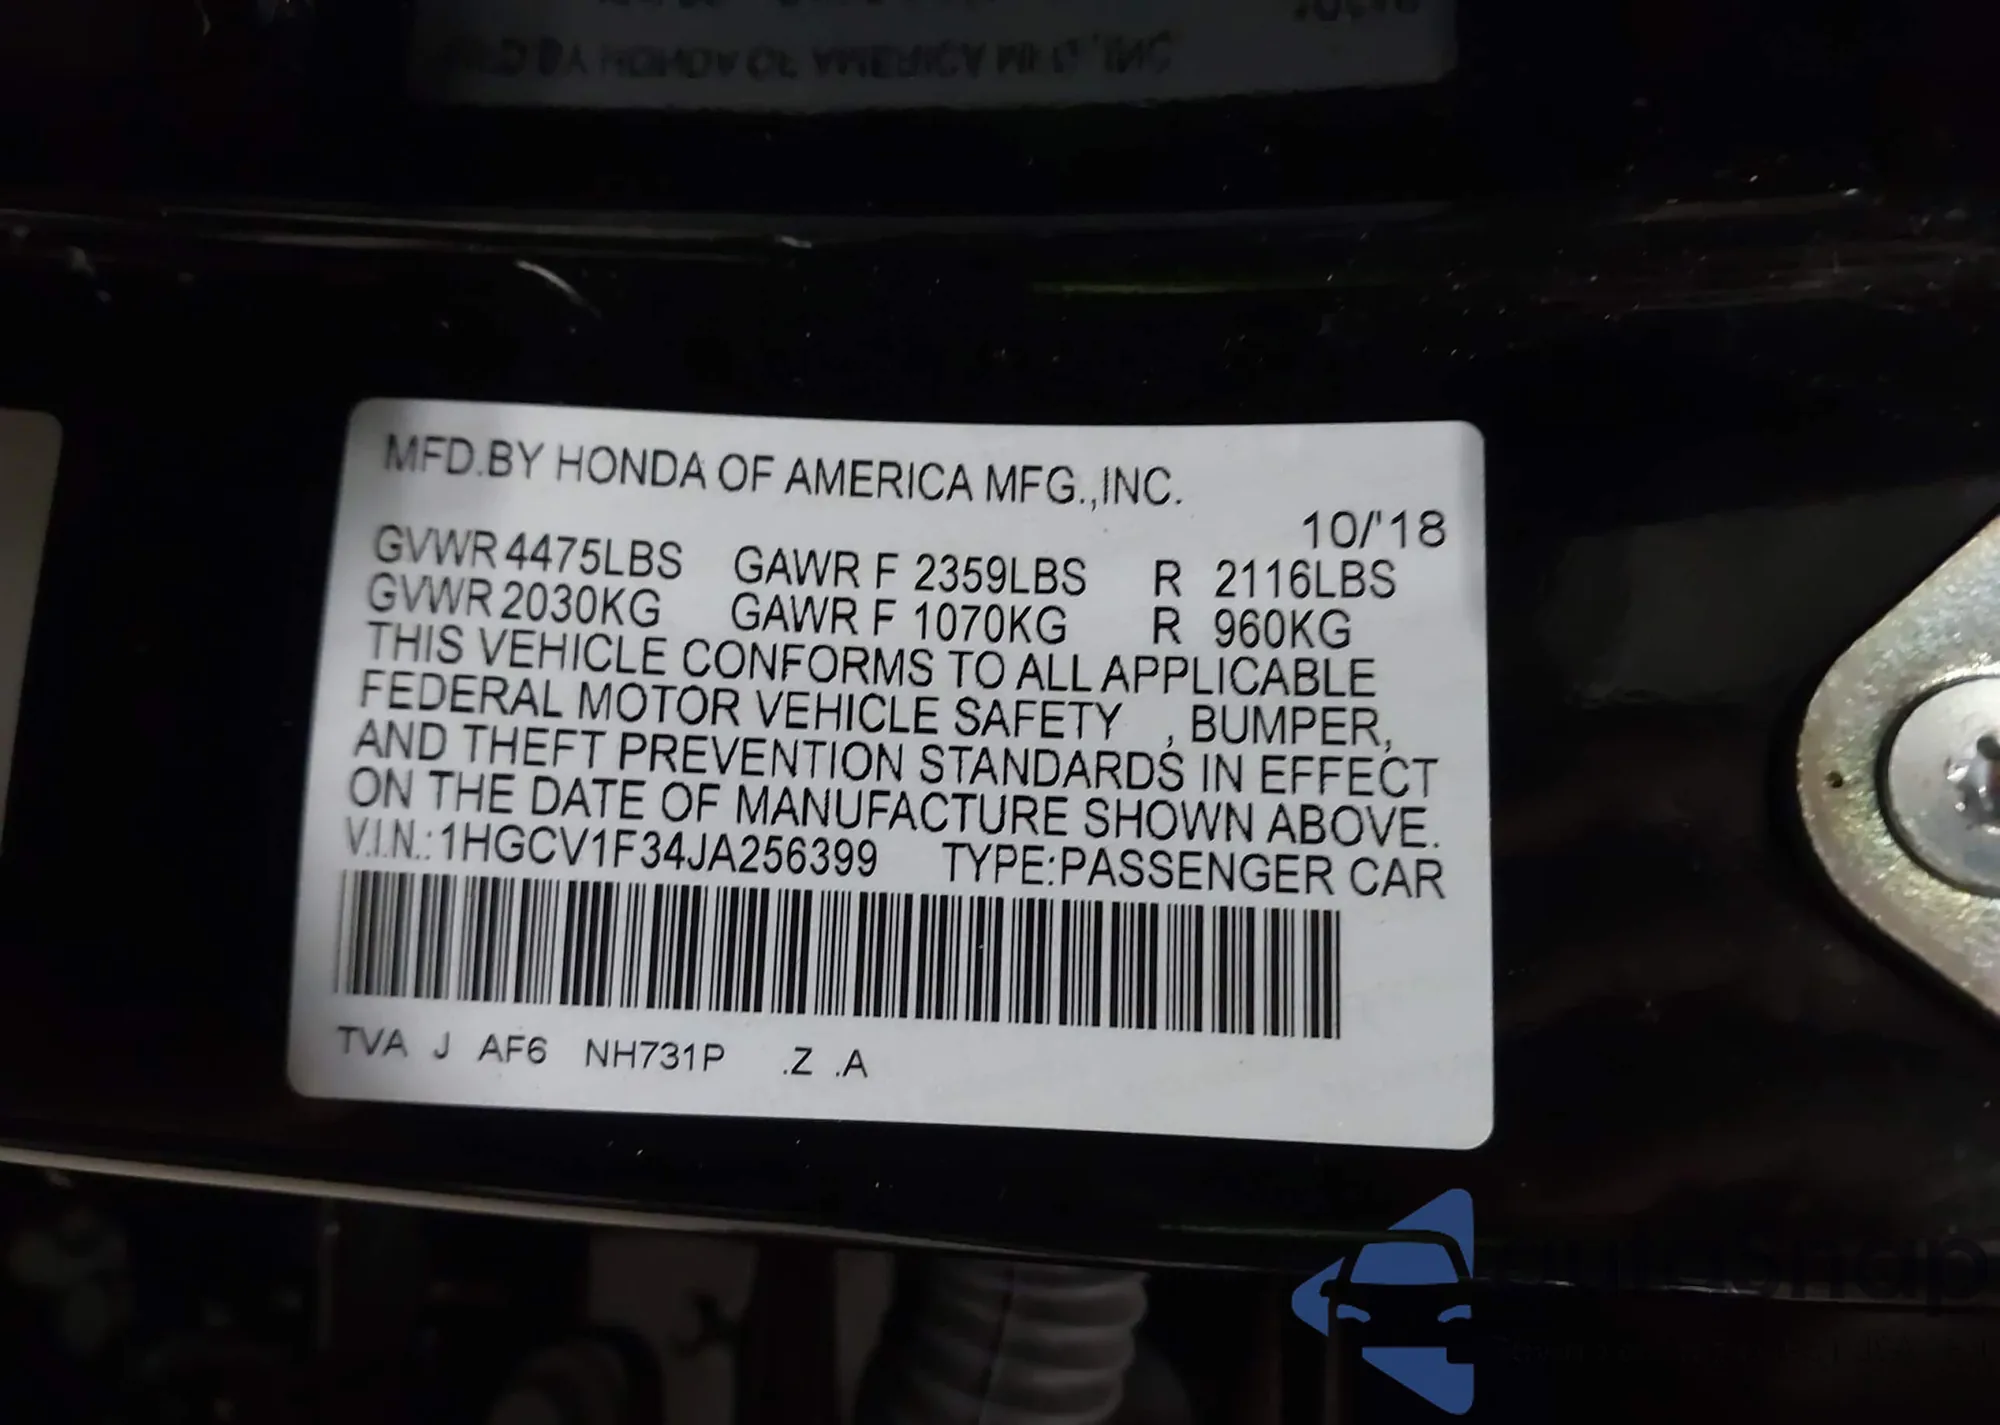 MFD.BY HONDA OF AMERICA MFG.,INC.
10/'18
GVWR 4475LBS GAWR F 2359LBS R 2116LBS
GVWR 2030KG GAWR F 1070KG R 960KG
THIS VEHICLE CONFORMS TO ALL APPLICABLE
FEDERAL MOTOR VEHICLE SAFETY , BUMPER,
AND THEFT PREVENTION STANDARDS IN EFFECT
ON THE DATE OF MANUFACTURE SHOWN ABOVE.
V.I.N.: 1HGCV1F34JA256399 TYPE:PASSENGER CAR
TVA J AF6 NH731P .Z .A